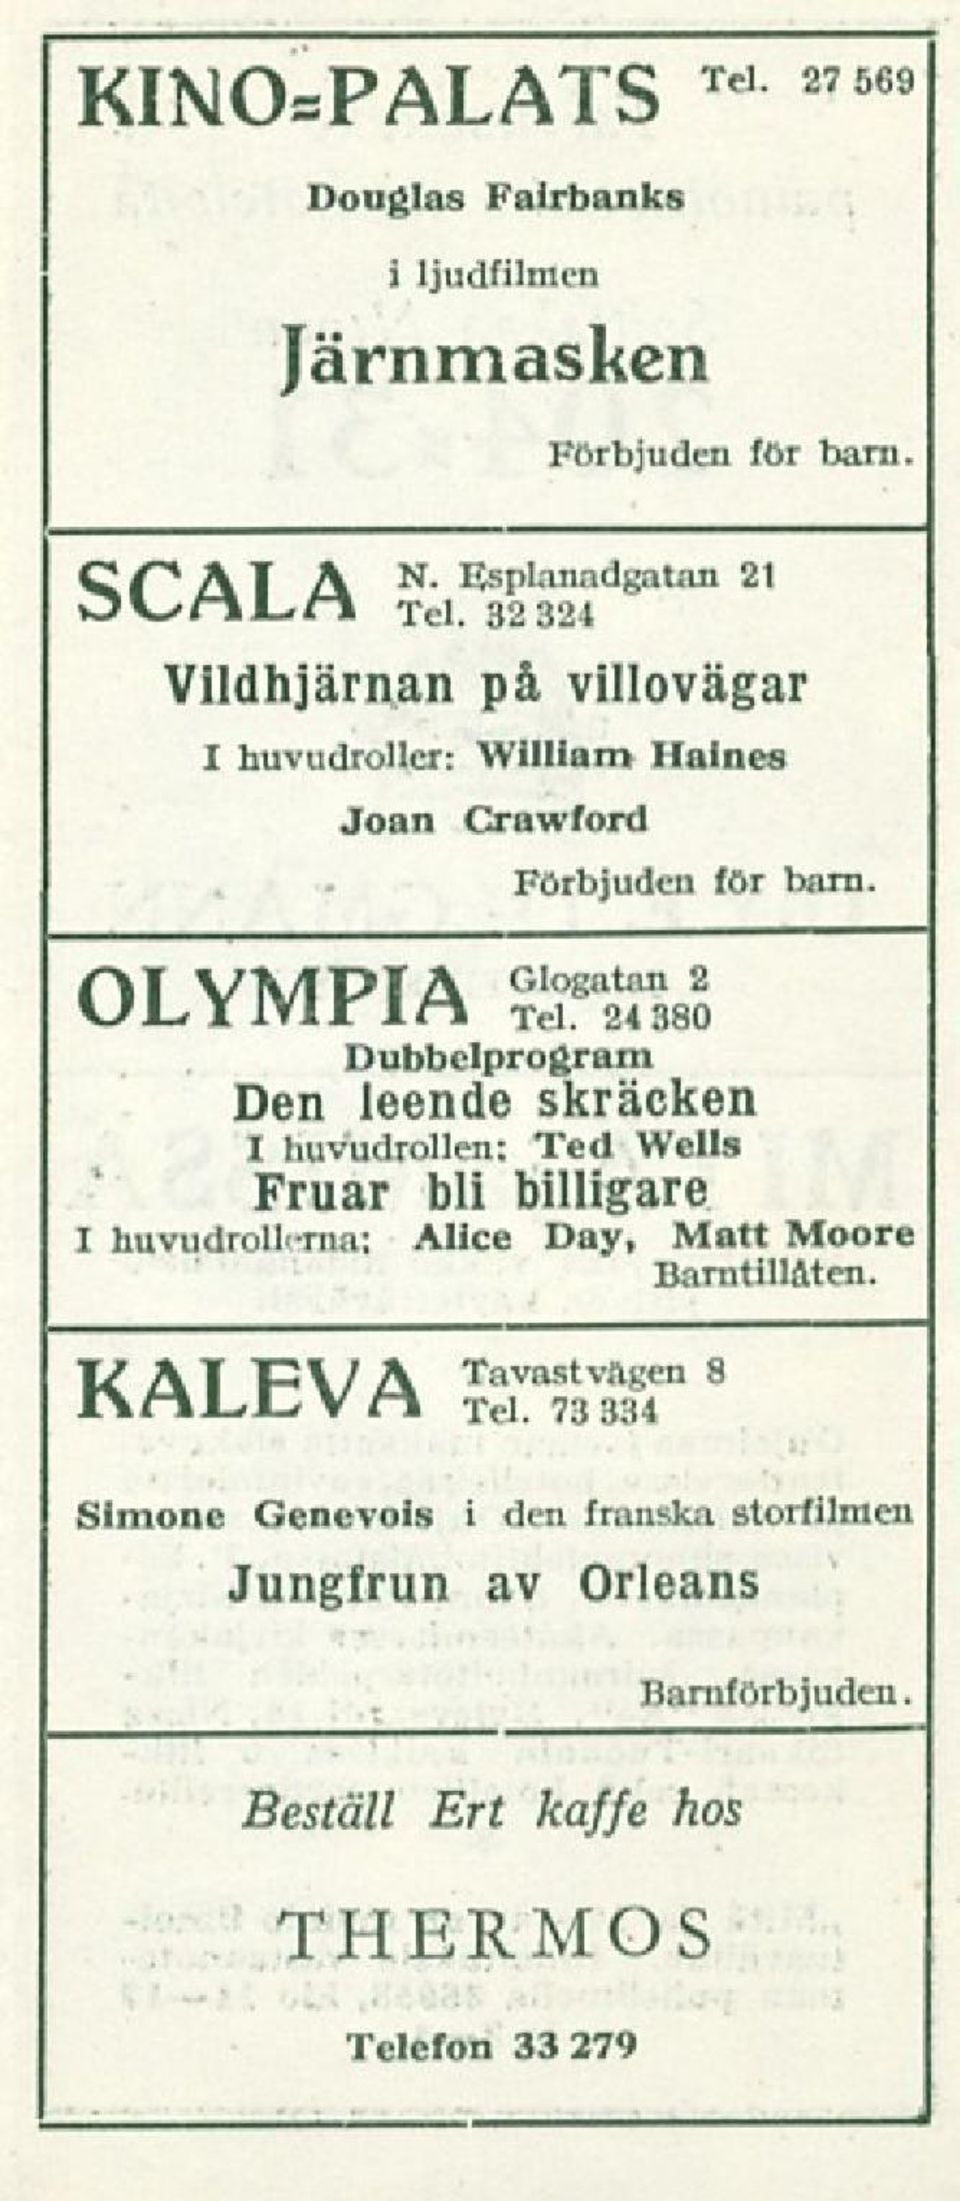 KINO=PALATS Tel. 27 569
Douglas Fairbanks
i ljudfilmen
Järnmasken
Förbjuden för barn.
SCALA N. Esplanadgatan 21
Tel. 32 324
Vildhjärnan på villovägar
I huvudroller: William Haines
Joan Crawford
Förbjuden för barn.
OLYMPIA Glogatan 2
Tel. 24 380
Dubbelprogram
Den leende skräcken
I huvudrollen: Ted Wells
Fruar bli billigare
I huvudrollerna: Alice Day, Matt Moore
Barntillåten.
KALEVA Tavastvägen 8
Tel. 73 334
Simone Genevois i den franska storfilmen
Jungfrun av Orleans
Barnförbjuden.
Beställ Ert kaffe hos
THERMOS
Telefon 33 279